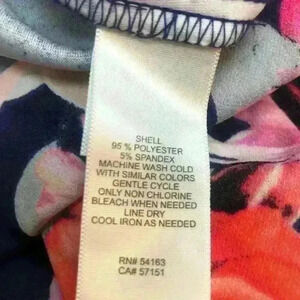 SHELL
95 % POLYESTER
5% SPANDEX
MACHINE WASH COLD
WITH SIMILAR COLORS
GENTLE CYCLE
ONLY NON CHLORINE
BLEACH WHEN NEEDED
LINE DRY
COOL IRON AS NEEDED
RN# 54163
CA# 57151